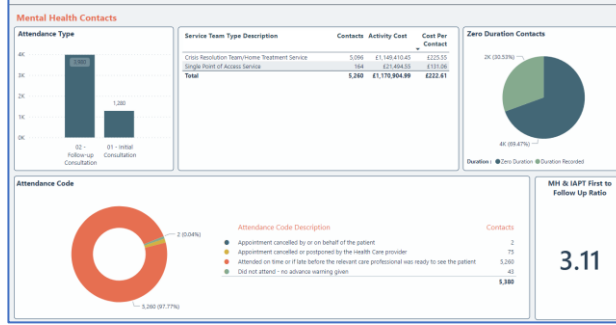 Mental Health Contacts
Attendance Type
4K
3K
2K
1K
0K
3,980
1,280
02 -
Follow-up
Consultation
01 - Initial
Consultation
Service Team Type Description Contacts Activity Cost Cost Per Contact
Crisis Resolution Team/Home Treatment Service 5,096 £1,149,410.45 £225.55
Single Point of Access Service 164 £21,494.55 £131.06
Total 5,260 £1,170,904.99 £222.61
Zero Duration Contacts
2K (30.53%)
4K (69.47%)
Duration : Zero Duration Duration Recorded
Attendance Code
2 (0.04%)
5,260 (97.77%)
Attendance Code Description Contacts
Appointment cancelled by or on behalf of the patient 2
Appointment cancelled or postponed by the Health Care provider 75
Attended on time or if late before the relevant care professional was ready to see the patient 5,260
Did not attend - no advance warning given 43
5,380
MH & IAPT First to
Follow Up Ratio
3.11